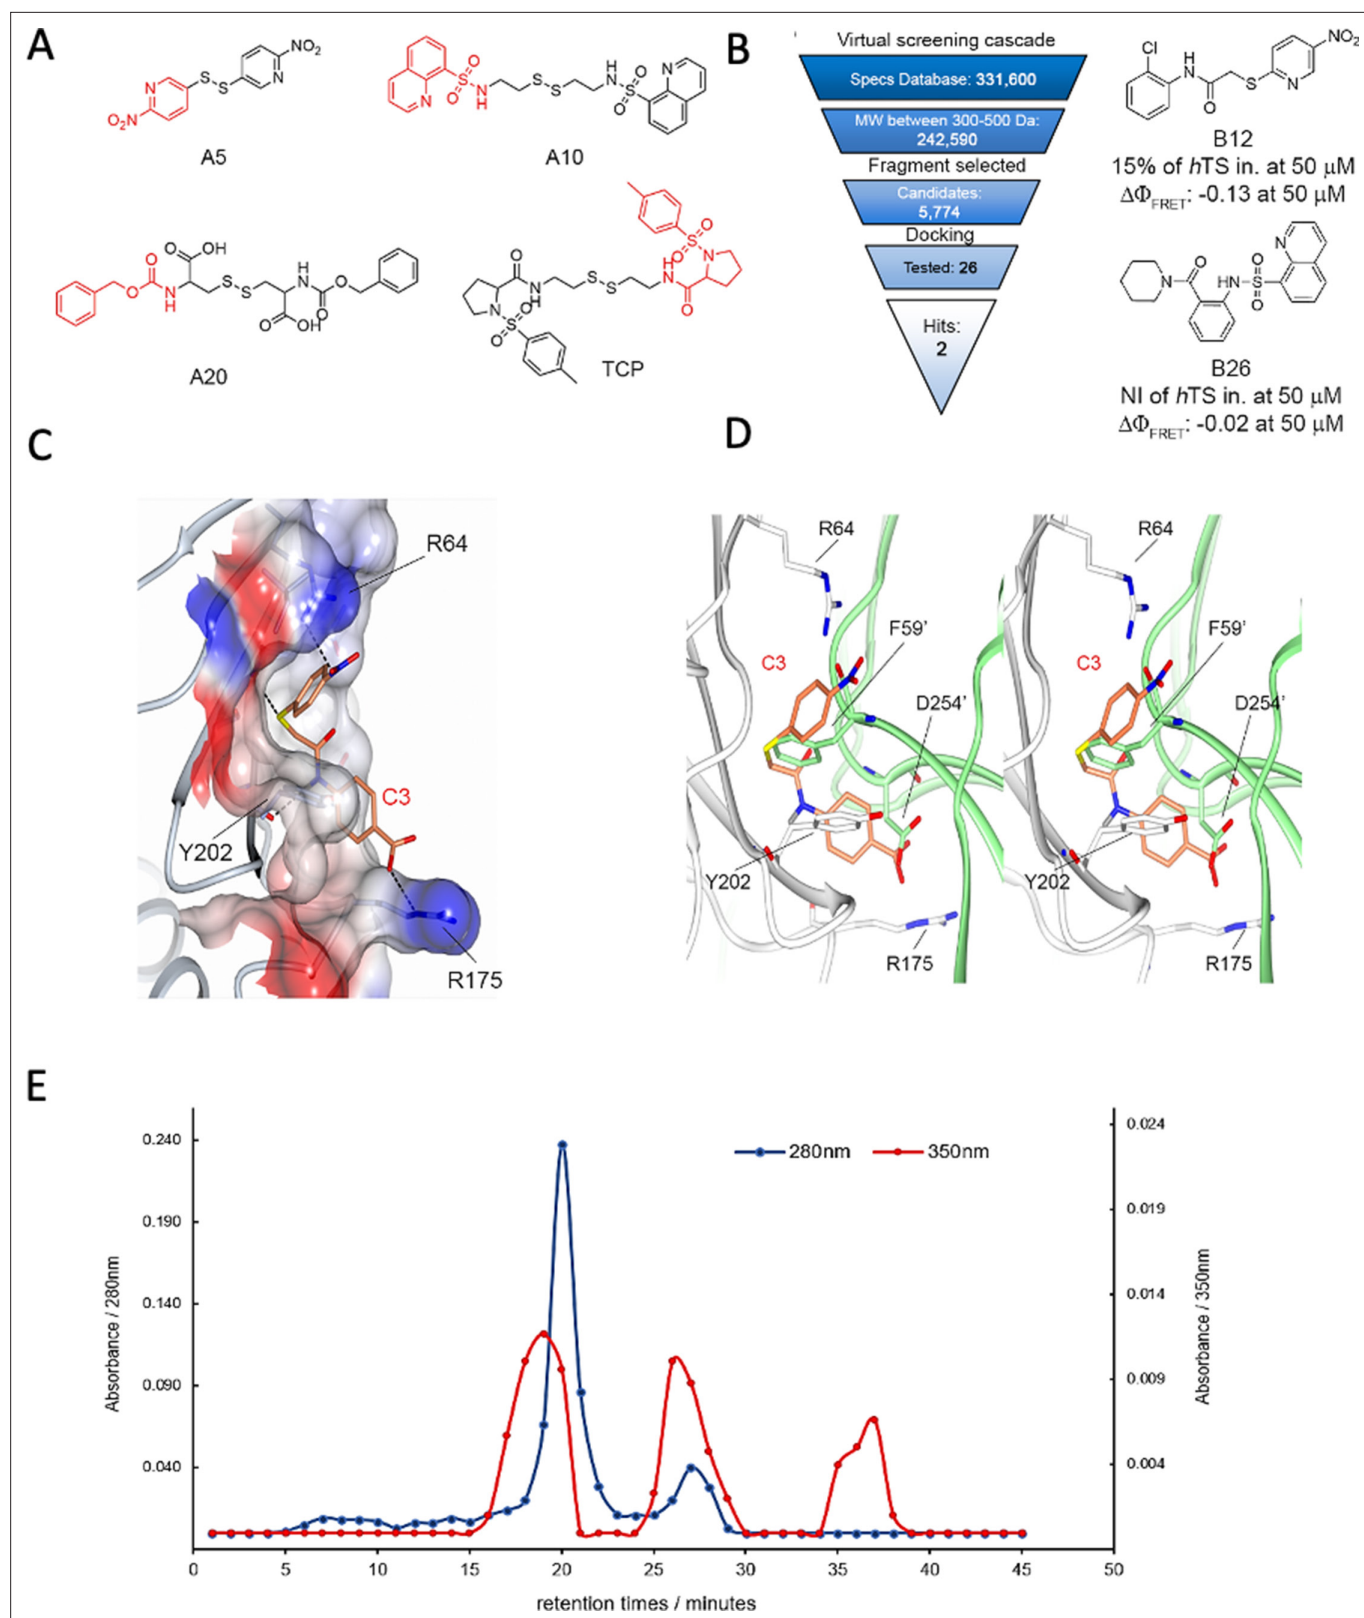 A
NO₂
S
S
N
N
O₂N
A5
N
O
S
O
N
H
S
S
H
N
O
S
O
N
A10
O
OH
O
O
N
H
S
S
H
N
O
O
O
OH
A20
O
S
O
N
O
N
H
S
S
H
N
O
N
O
S
O
TCP
B
Virtual screening cascade
Specs Database: 331,600
MW between 300-500 Da:
242,590
Fragment selected
Candidates:
5,774
Docking
Tested: 26
Hits:
2
Cl
H
N
O
S
N
NO₂
B12
15% of hTS in. at 50 μM
ΔΦFRET: -0.13 at 50 μM
N
O
N
NH
O
S
O
B26
NI of hTS in. at 50 μM
ΔΦFRET: -0.02 at 50 μM
C
R64
C3
Y202
R175
D
R64
F59'
C3
D254'
Y202
R175
R64
F59'
C3
D254'
Y202
R175
E
280nm
350nm
Absorbance / 280nm
0.240
0.190
0.140
0.090
0.040
Absorbance / 350nm
0.024
0.019
0.014
0.009
0.004
0 5 10 15 20 25 30 35 40 45 50
retention times / minutes